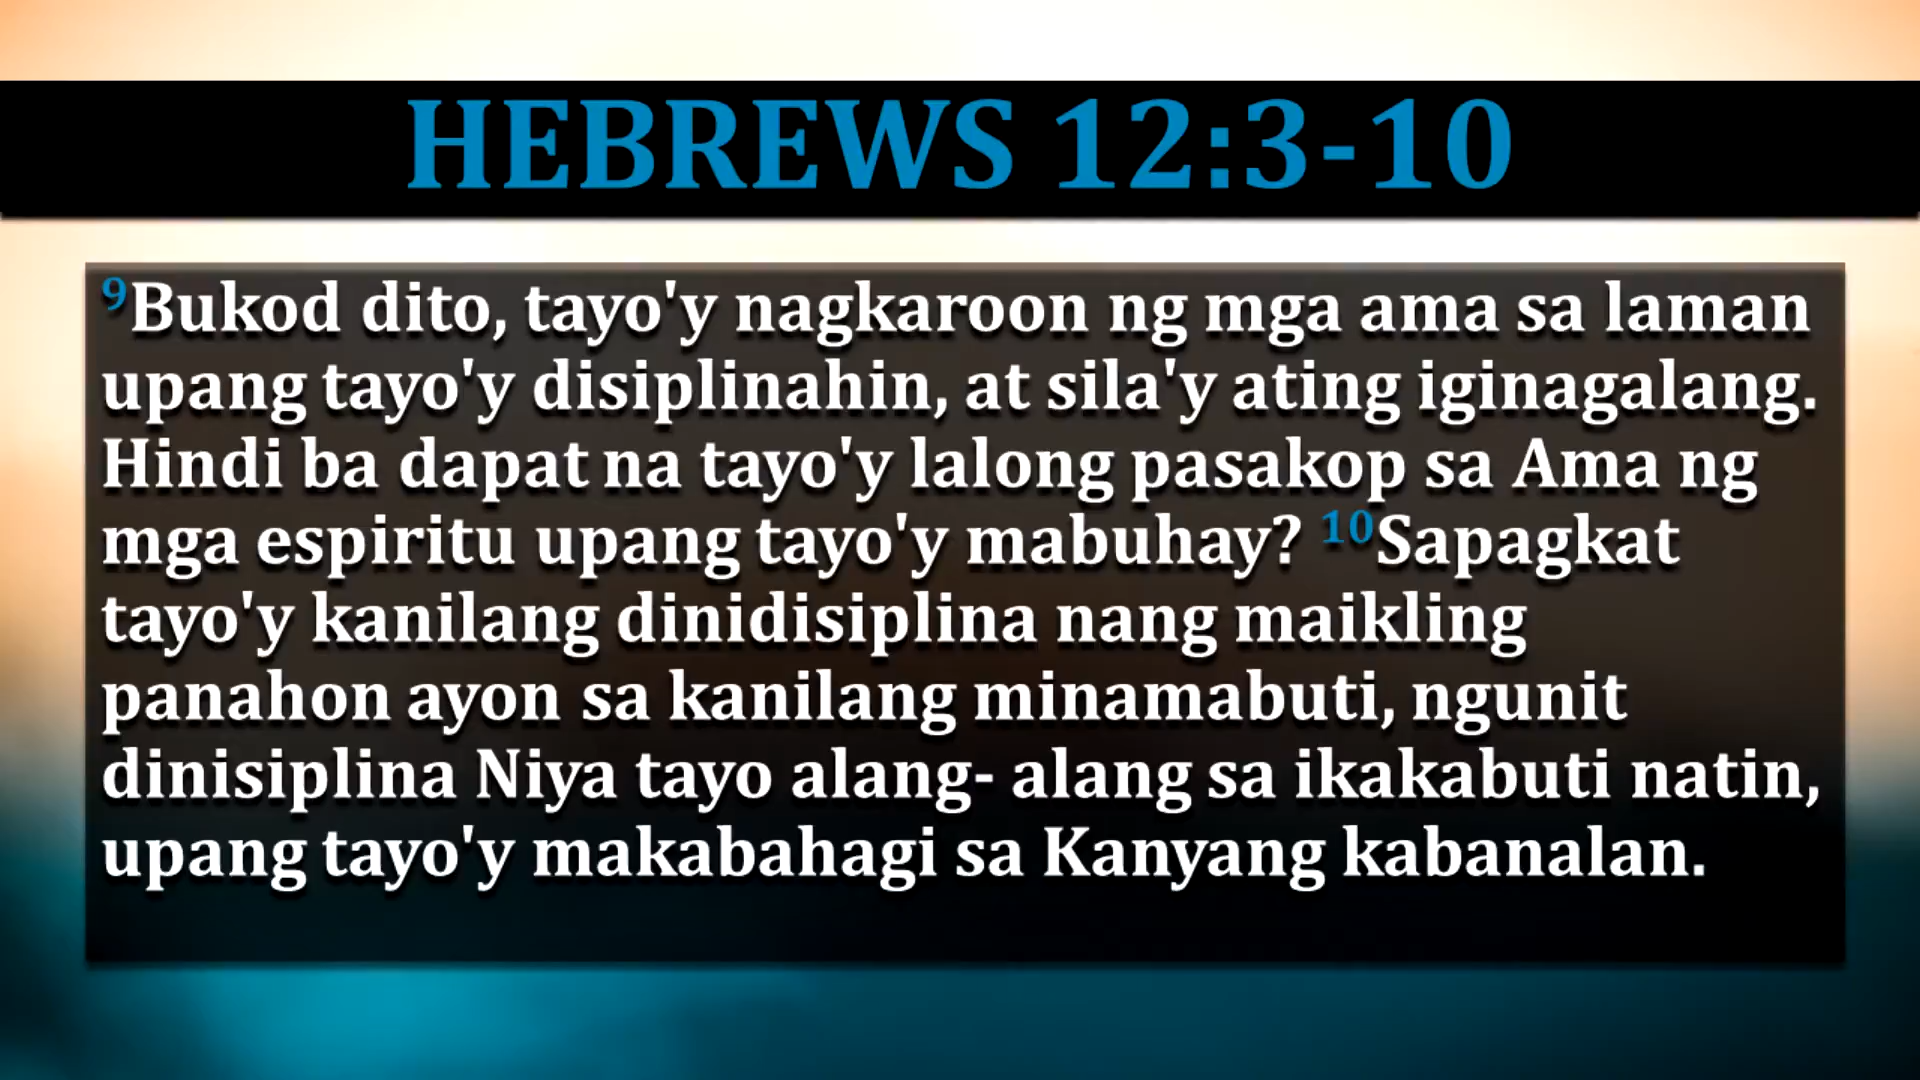 HEBREWS 12:3-10
9Bukod dito, tayo'y nagkaroon ng mga ama sa laman
upang tayo'y disiplinahin, at sila'y ating iginagalang.
Hindi ba dapat na tayo'y lalong pasakop sa Ama ng
mga espiritu upang tayo'y mabuhay? 10Sapagkat
tayo'y kanilang dinidisiplina nang maikling
panahon ayon sa kanilang minamabuti, ngunit
dinisiplina Niya tayo alang- alang sa ikakabuti natin,
upang tayo'y makabahagi sa Kanyang kabanalan.